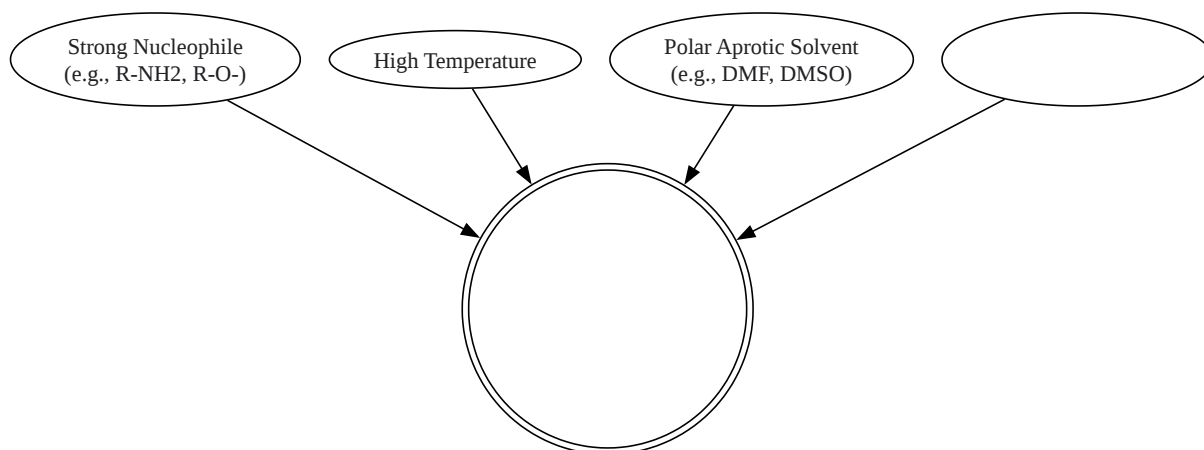 Strong Nucleophile
(e.g., R-NH2, R-O-)
High Temperature
Polar Aprotic Solvent
(e.g., DMF, DMSO)